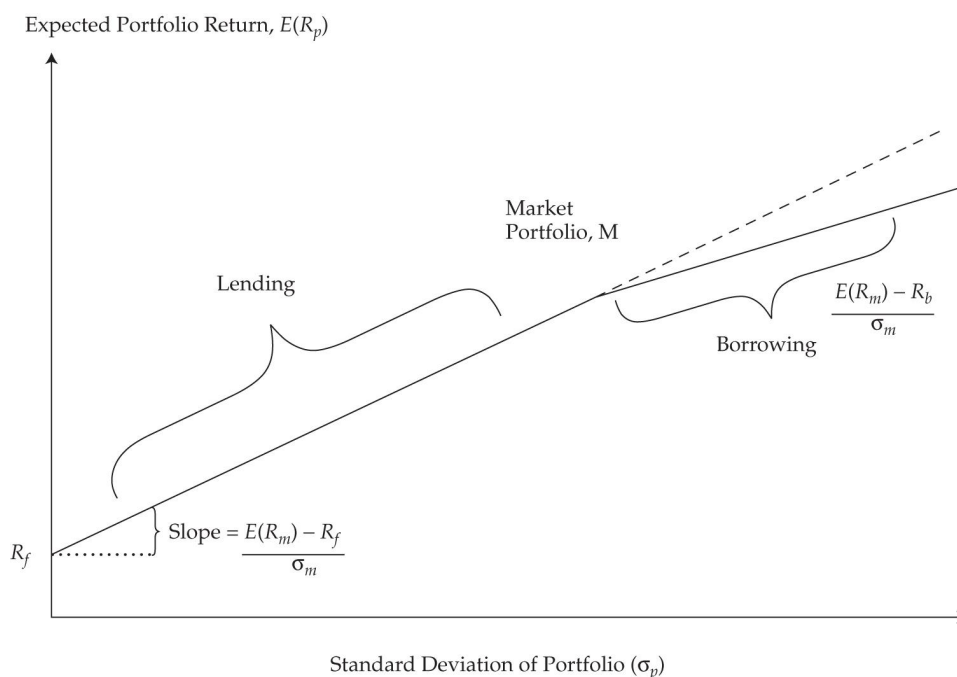 Expected Portfolio Return, E(R_p)
Market
Portfolio, M
Lending
E(R_m) − R_b
σ_m
Borrowing
Slope = E(R_m) − R_f
σ_m
R_f
Standard Deviation of Portfolio (σ_p)